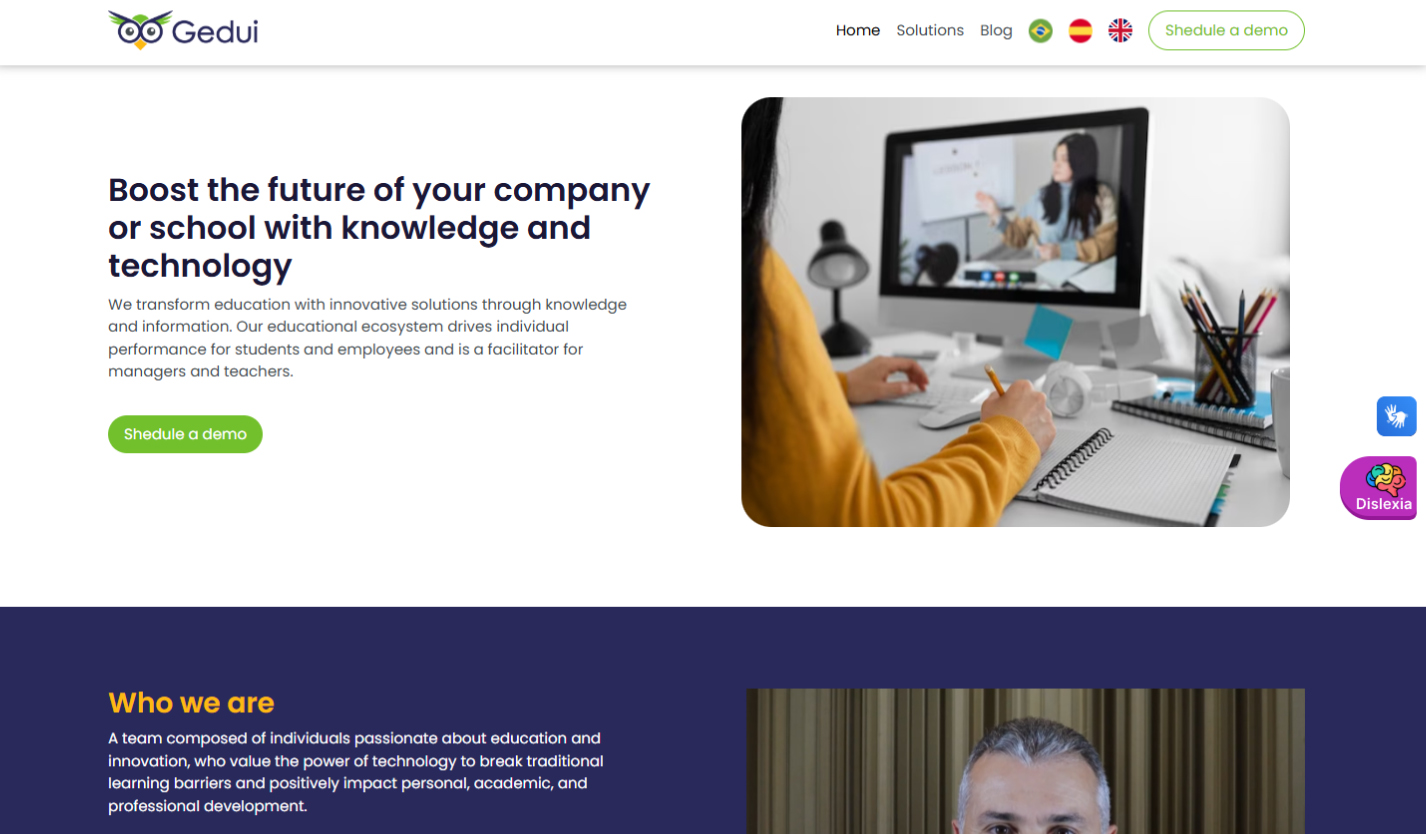 Gedui
Home Solutions Blog Shedule a demo
Boost the future of your company
or school with knowledge and
technology
We transform education with innovative solutions through knowledge
and information. Our educational ecosystem drives individual
performance for students and employees and is a facilitator for
managers and teachers.
Shedule a demo
LESSON
Dislexia
Who we are
A team composed of individuals passionate about education and
innovation, who value the power of technology to break traditional
learning barriers and positively impact personal, academic, and
professional development.